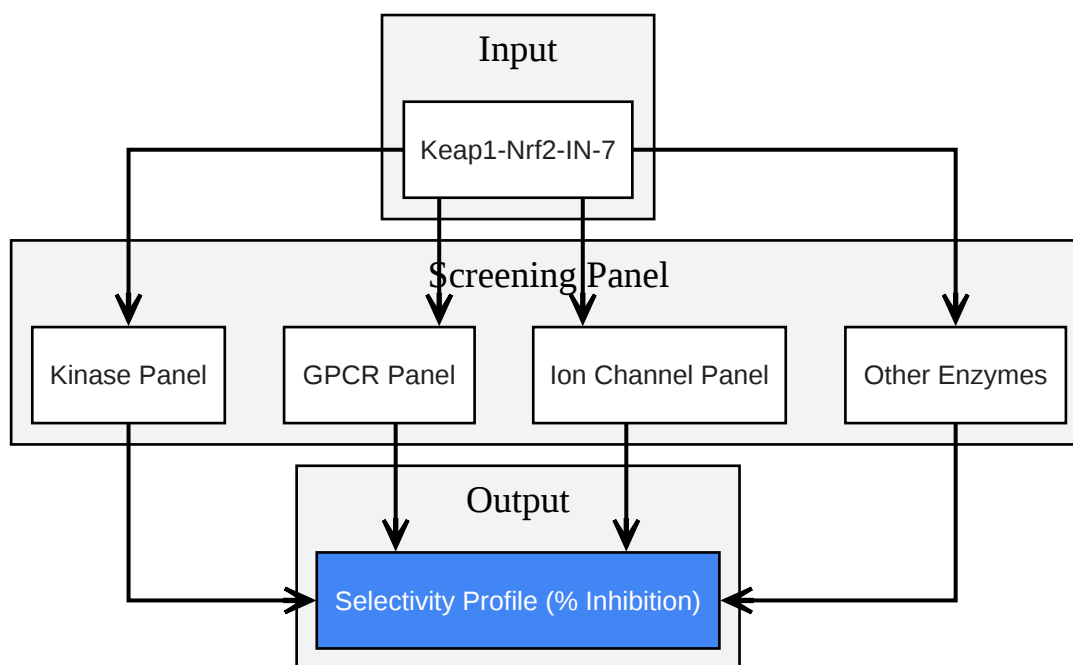 Input
Keap1-Nrf2-IN-7
Screening Panel
Kinase Panel
GPCR Panel
Ion Channel Panel
Other Enzymes
Output
Selectivity Profile (% Inhibition)